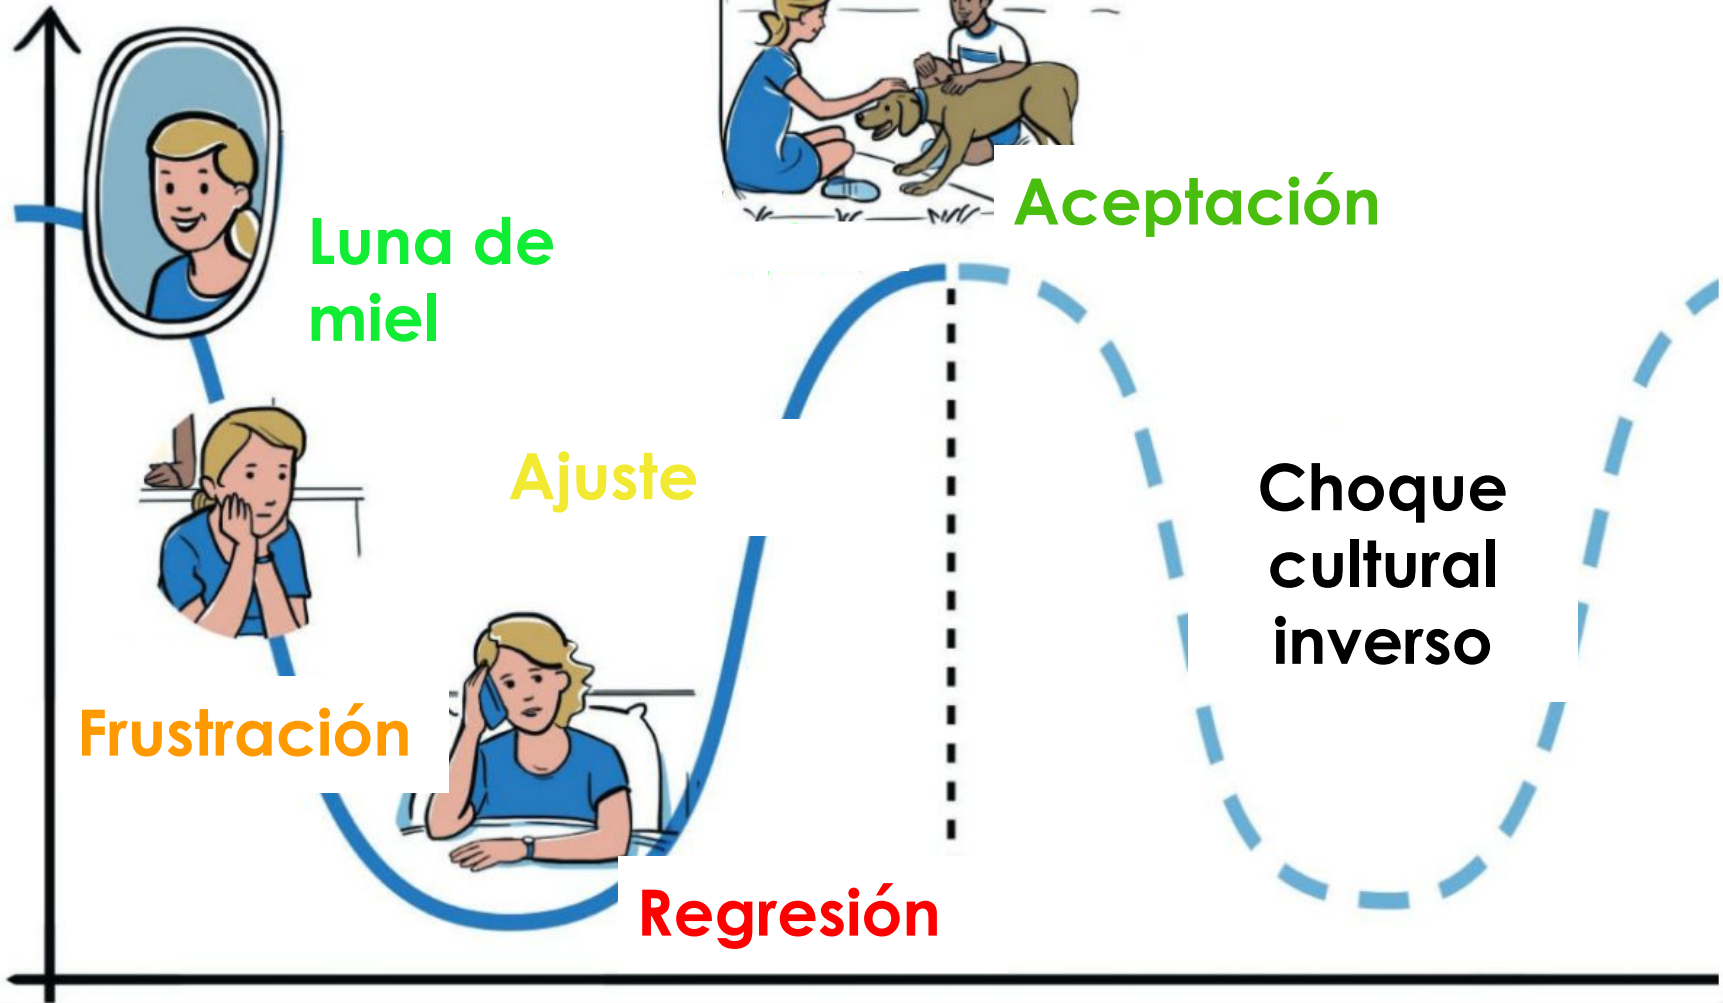 Aceptación
Luna de
miel
Ajuste
Choque
cultural
inverso
Frustración
Regresión